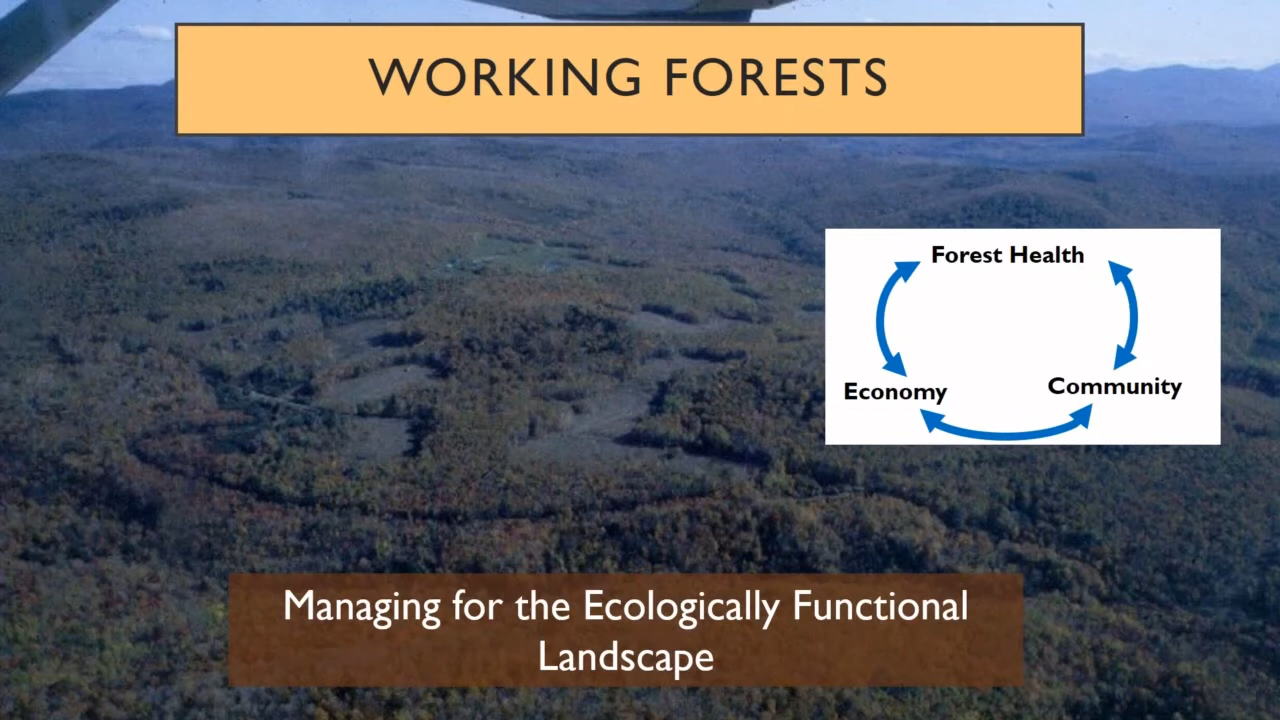 WORKING FORESTS
Forest Health
Economy
Community
Managing for the Ecologically Functional
Landscape